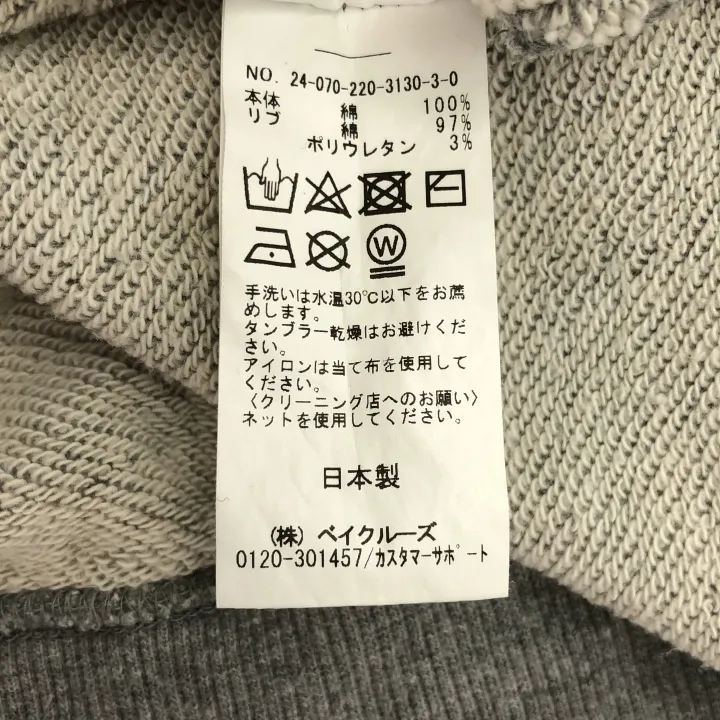 NO. 24-070-220-3130-3-0
本体 綿 100%
リブ 綿 97%
ポリウレタン 3%
W
手洗いは水温30℃以下をお薦
めします。
タンブラー乾燥はお避けくだ
さい。
アイロンは当て布を使用して
ください。
〈クリーニング店へのお願い〉
ネットを使用してください。
日本製
(株) ベイクルーズ
0120-301457/カスタマーサポート